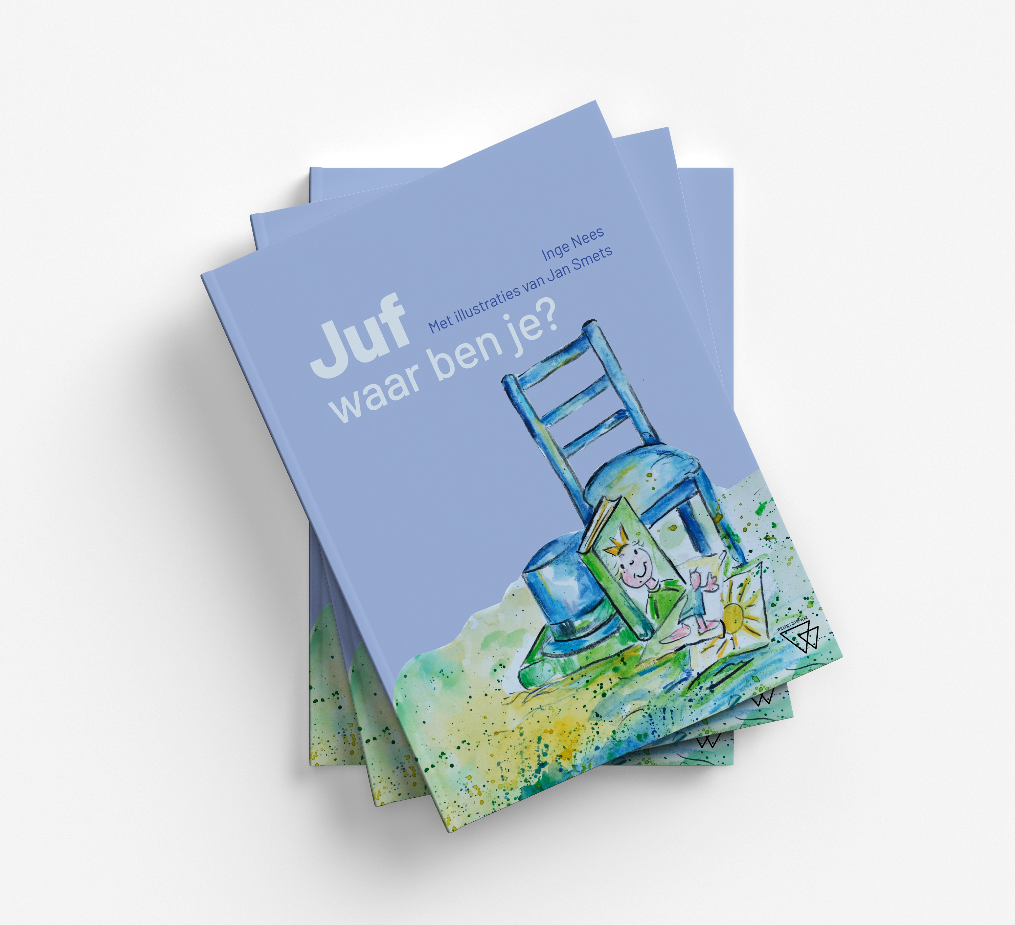 Inge Nees
Met illustraties van Jan Smets
Juf
waar ben je?